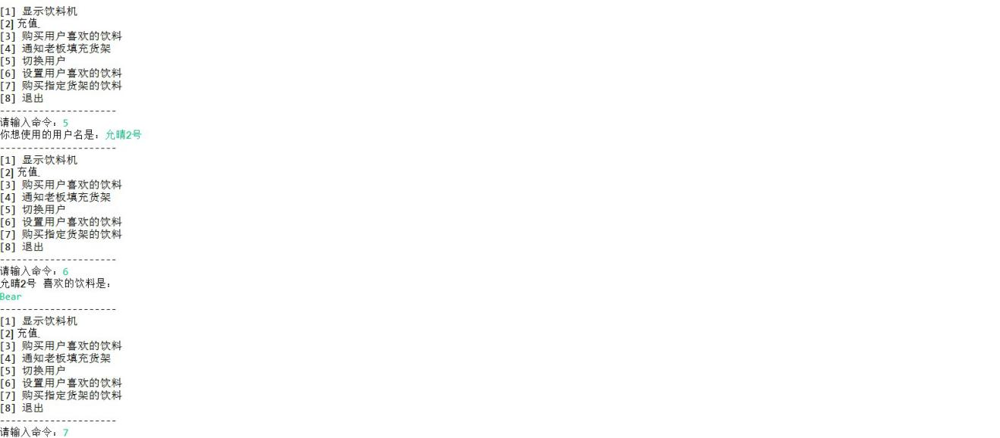 [1] 显示饮料机
[2] 充值
[3] 购买用户喜欢的饮料
[4] 通知老板填充货架
[5] 切换用户
[6] 设置用户喜欢的饮料
[7] 购买指定货架的饮料
[8] 退出
---------------------
请输入命令：5
你想使用的用户名是：允晴2号
---------------------
[1] 显示饮料机
[2] 充值
[3] 购买用户喜欢的饮料
[4] 通知老板填充货架
[5] 切换用户
[6] 设置用户喜欢的饮料
[7] 购买指定货架的饮料
[8] 退出
---------------------
请输入命令：6
允晴2号 喜欢的饮料是：
Bear
---------------------
[1] 显示饮料机
[2] 充值
[3] 购买用户喜欢的饮料
[4] 通知老板填充货架
[5] 切换用户
[6] 设置用户喜欢的饮料
[7] 购买指定货架的饮料
[8] 退出
---------------------
请输入命令：7